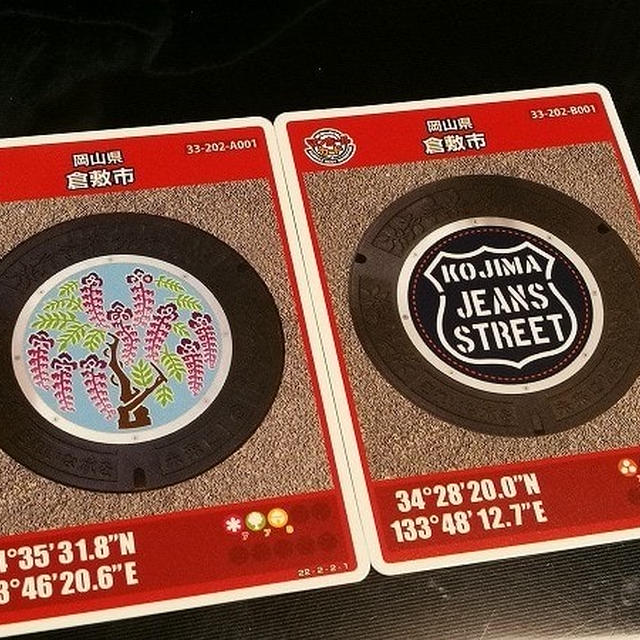 岡山県
倉敷市
33-202-A001
4°35'31.8"N
3°46'20.6"E
22-2-2-1
岡山県
倉敷市
33-202-B001
KOJIMA
JEANS
STREET
34°28'20.0"N
133°48'12.7"E